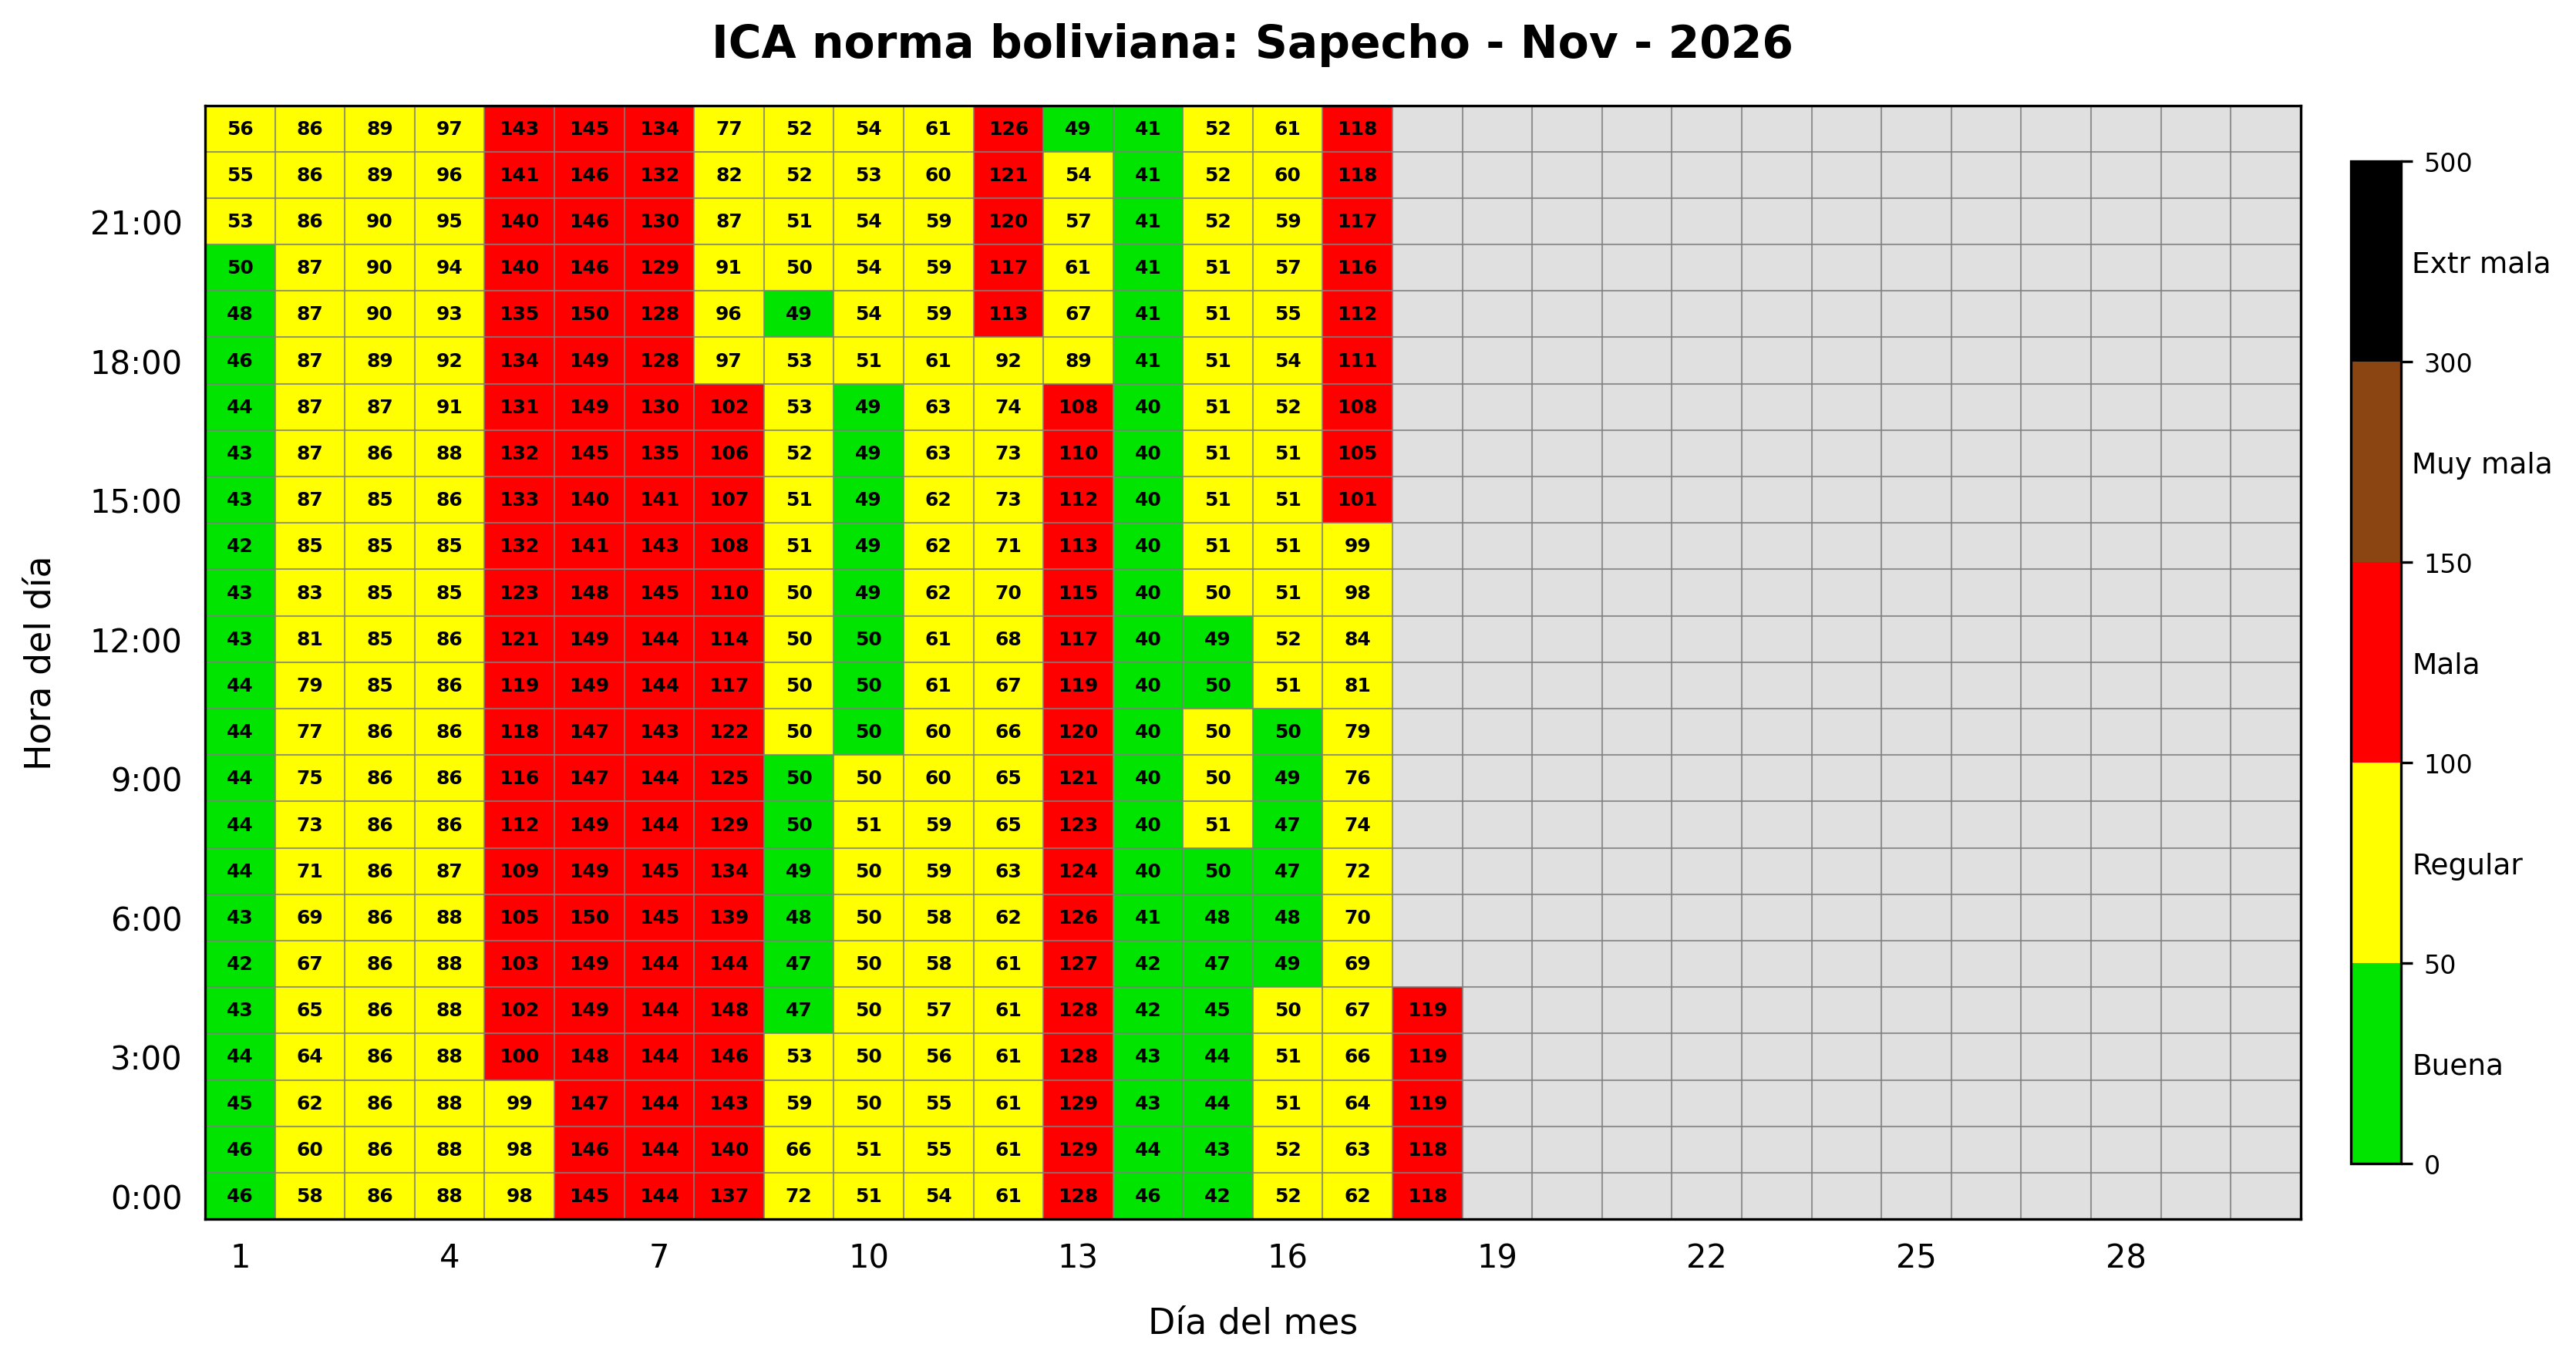 ICA norma boliviana: Sapecho - Nov - 2026
56 86 89 97 143 145 134 77 52 54 61 126 49 41 52 61 118
55 86 89 96 141 146 132 82 52 53 60 121 54 41 52 60 118
21:00 53 86 90 95 140 146 130 87 51 54 59 120 57 41 52 59 117
50 87 90 94 140 146 129 91 50 54 59 117 61 41 51 57 116
48 87 90 93 135 150 128 96 49 54 59 113 67 41 51 55 112
18:00 46 87 89 92 134 149 128 97 53 51 61 92 89 41 51 54 111
44 87 87 91 131 149 130 102 53 49 63 74 108 40 51 52 108
43 87 86 88 132 145 135 106 52 49 63 73 110 40 51 51 105
15:00 43 87 85 86 133 140 141 107 51 49 62 73 112 40 51 51 101
42 85 85 85 132 141 143 108 51 49 62 71 113 40 51 51 99
43 83 85 85 123 148 145 110 50 49 62 70 115 40 50 51 98
12:00 43 81 85 86 121 149 144 114 50 50 61 68 117 40 49 52 84
44 79 85 86 119 149 144 117 50 50 61 67 119 40 50 51 81
44 77 86 86 118 147 143 122 50 50 60 66 120 40 50 50 79
9:00 44 75 86 86 116 147 144 125 50 50 60 65 121 40 50 49 76
44 73 86 86 112 149 144 129 50 51 59 65 123 40 51 47 74
44 71 86 87 109 149 145 134 49 50 59 63 124 40 50 47 72
6:00 43 69 86 88 105 150 145 139 48 50 58 62 126 41 48 48 70
42 67 86 88 103 149 144 144 47 50 58 61 127 42 47 49 69
43 65 86 88 102 149 144 148 47 50 57 61 128 42 45 50 67 119
3:00 44 64 86 88 100 148 144 146 53 50 56 61 128 43 44 51 66 119
45 62 86 88 99 147 144 143 59 50 55 61 129 43 44 51 64 119
46 60 86 88 98 146 144 140 66 51 55 61 129 44 43 52 63 118
0:00 46 58 86 88 98 145 144 137 72 51 54 61 128 46 42 52 62 118
1 4 7 10 13 16 19 22 25 28
Día del mes
Hora del día
500
Extr mala
300
Muy mala
150
Mala
100
Regular
50
Buena
0